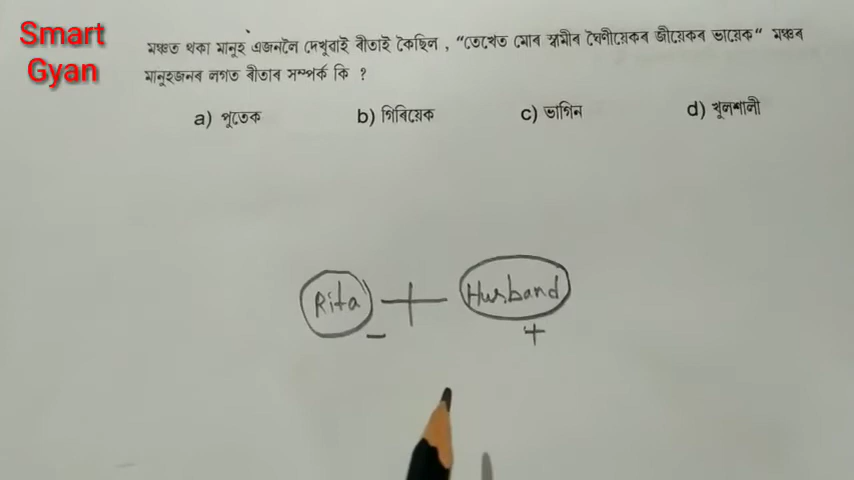 Smart
Gyan
মঞ্চত থকা মানুহ এজনলৈ দেখুৱাই ৰীতাই কৈছিল , "তেখেত মোৰ স্বামীৰ ঘৈণীয়েকৰ জীয়েকৰ ভায়েক" মঞ্চৰ
মানুহজনৰ লগত ৰীতাৰ সম্পৰ্ক কি ?
a) পুতেক b) গিৰিয়েক c) ভাগিন d) খুলশালী
Rita + Husband
− +